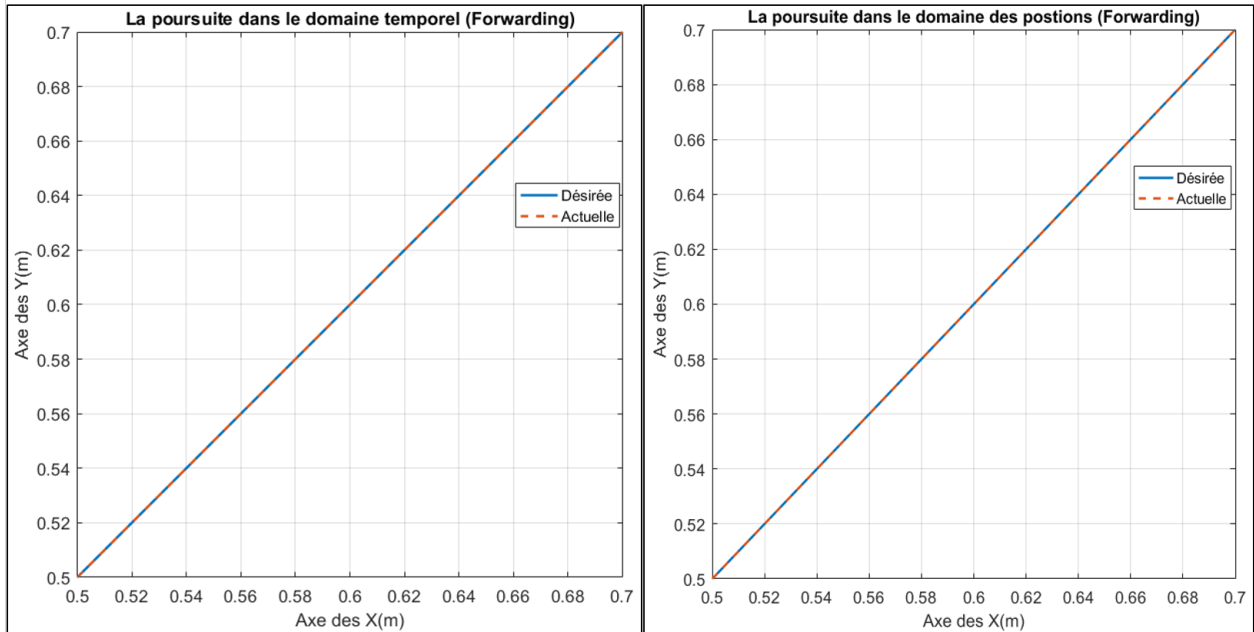 La poursuite dans le domaine temporel (Forwarding)
0.7
0.68
0.66
0.64
0.62
0.6
0.58
0.56
0.54
0.52
0.5
Axe des Y(m)
Désirée
Actuelle
0.5 0.52 0.54 0.56 0.58 0.6 0.62 0.64 0.66 0.68 0.7
Axe des X(m)
La poursuite dans le domaine des postions (Forwarding)
0.7
0.68
0.66
0.64
0.62
0.6
0.58
0.56
0.54
0.52
0.5
Axe des Y(m)
Désirée
Actuelle
0.5 0.52 0.54 0.56 0.58 0.6 0.62 0.64 0.66 0.68 0.7
Axe des X(m)